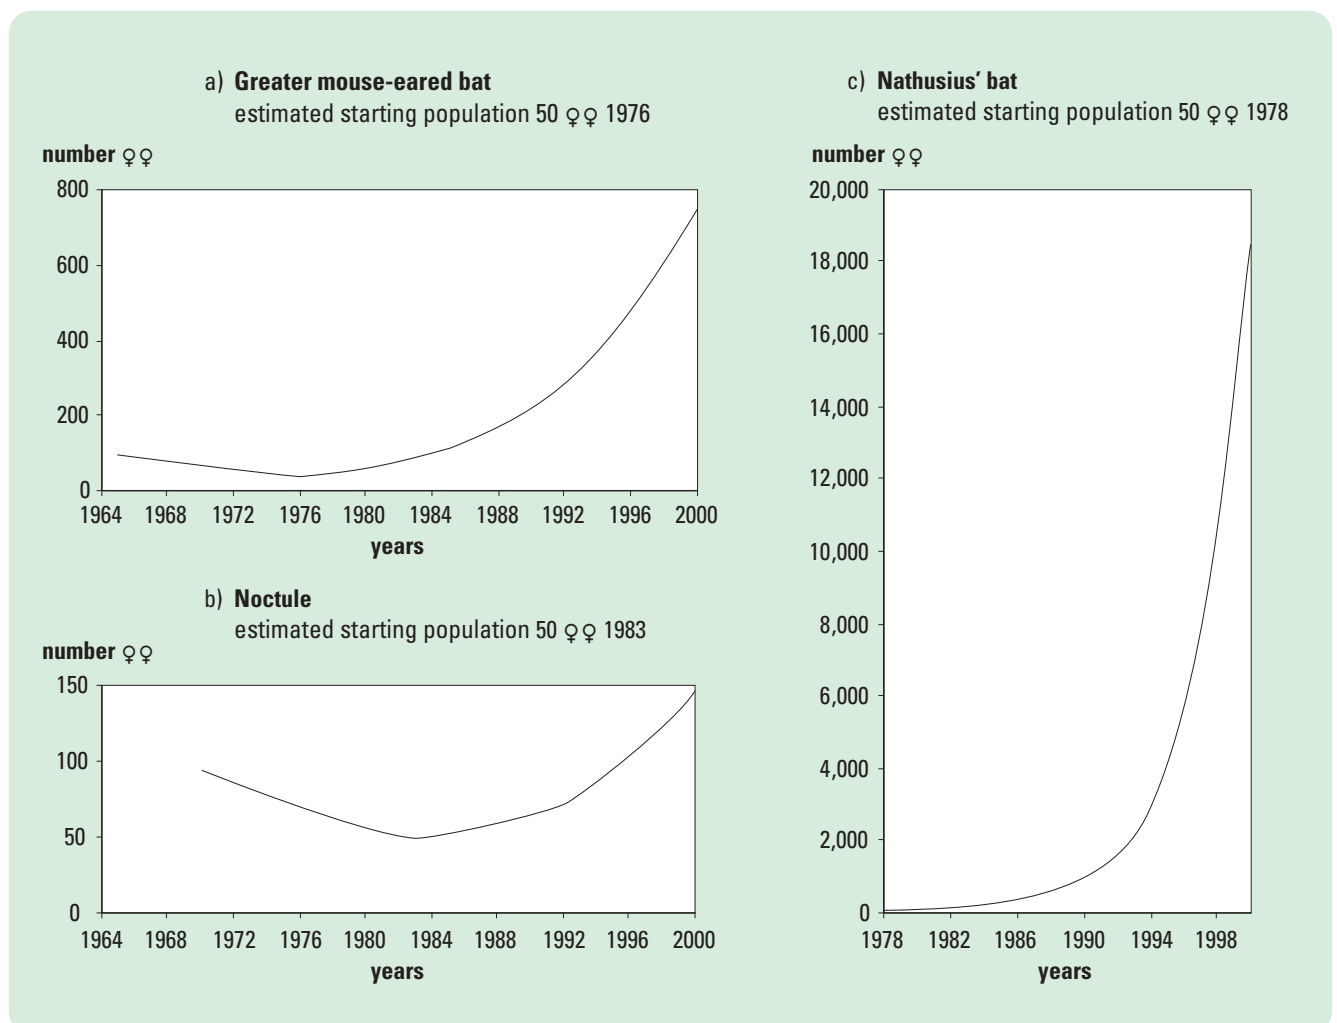 a) Greater mouse-eared bat
estimated starting population 50 ♀♀ 1976
number ♀♀
800
600
400
200
0
1964 1968 1972 1976 1980 1984 1988 1992 1996 2000
years
b) Noctule
estimated starting population 50 ♀♀ 1983
number ♀♀
150
100
50
0
1964 1968 1972 1976 1980 1984 1988 1992 1996 2000
years
c) Nathusius’ bat
estimated starting population 50 ♀♀ 1978
number ♀♀
20,000
18,000
16,000
14,000
12,000
10,000
8,000
6,000
4,000
2,000
0
1978 1982 1986 1990 1994 1998
years